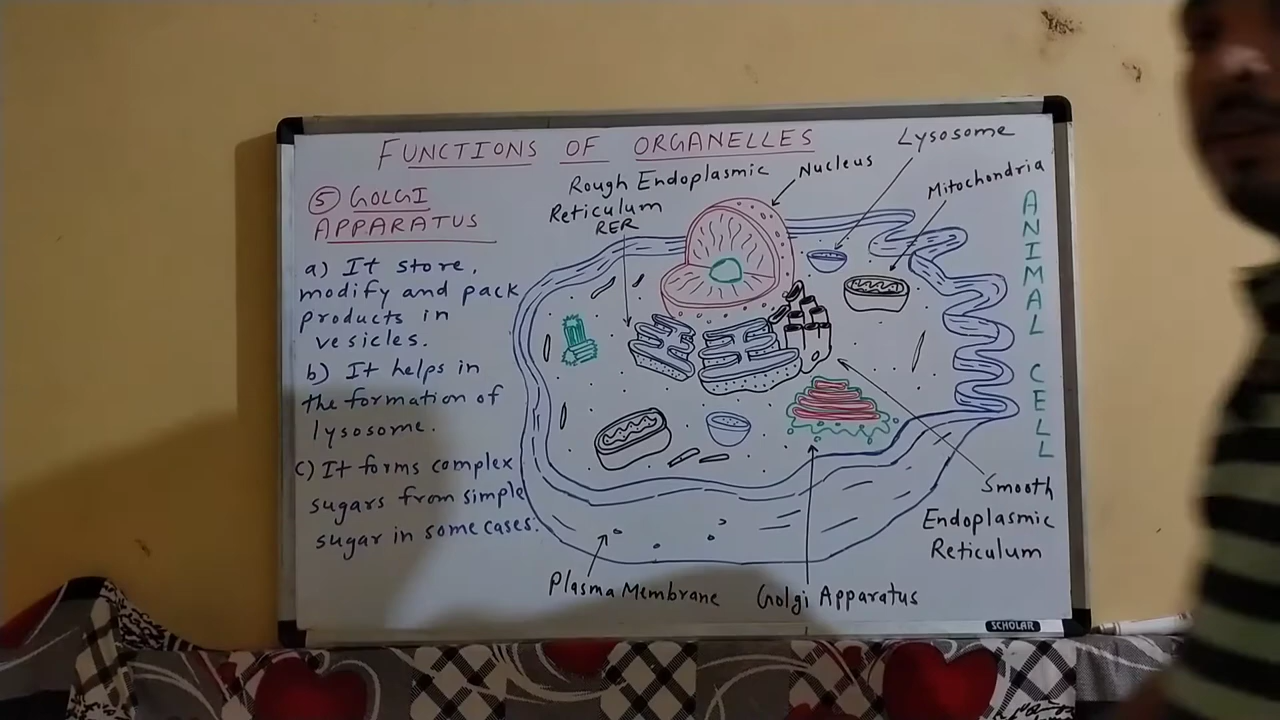 FUNCTIONS OF ORGANELLES
⑤ GOLGI
APPARATUS
a) It store,
modify and pack
products in
vesicles.
b) It helps in
the formation of
lysosome.
c) It forms complex
sugars from simple
sugar in some cases.
Rough Endoplasmic
Reticulum
RER
Nucleus
Lysosome
Mitochondria
ANIMAL CELL
Smooth
Endoplasmic
Reticulum
Plasma Membrane
Golgi Apparatus
SCHOLAR